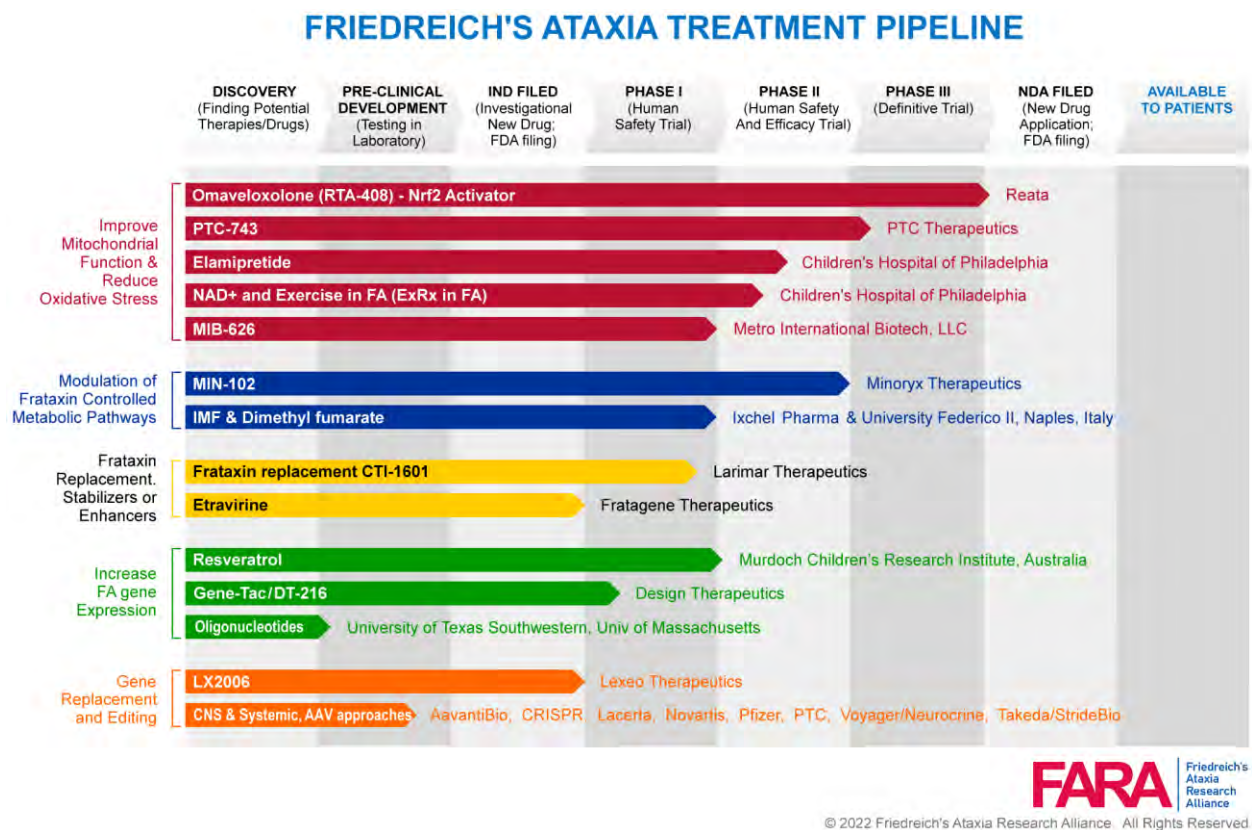 FRIEDREICH'S ATAXIA TREATMENT PIPELINE
DISCOVERY
(Finding Potential
Therapies/Drugs)
PRE-CLINICAL
DEVELOPMENT
(Testing in
Laboratory)
IND FILED
(Investigational
New Drug;
FDA filing)
PHASE I
(Human
Safety Trial)
PHASE II
(Human Safety
And Efficacy Trial)
PHASE III
(Definitive Trial)
NDA FILED
(New Drug
Application;
FDA filing)
AVAILABLE
TO PATIENTS
Improve
Mitochondrial
Function &
Reduce
Oxidative Stress
Omaveloxolone (RTA-408) - Nrf2 Activator
Reata
PTC-743
PTC Therapeutics
Elamipretide
Children's Hospital of Philadelphia
NAD+ and Exercise in FA (ExRx in FA)
Children's Hospital of Philadelphia
MIB-626
Metro International Biotech, LLC
Modulation of
Frataxin Controlled
Metabolic Pathways
MIN-102
Minoryx Therapeutics
IMF & Dimethyl fumarate
Ixchel Pharma & University Federico II, Naples, Italy
Frataxin
Replacement.
Stabilizers or
Enhancers
Frataxin replacement CTI-1601
Larimar Therapeutics
Etravirine
Fratagene Therapeutics
Increase
FA gene
Expression
Resveratrol
Murdoch Children's Research Institute, Australia
Gene-Tac/DT-216
Design Therapeutics
Oligonucleotides
University of Texas Southwestern, Univ of Massachusetts
Gene
Replacement
and Editing
LX2006
Lexeo Therapeutics
CNS & Systemic, AAV approaches
AavantiBio, CRISPR, Laceria, Novartis, Pfizer, PTC, Voyager/Neurocrine, Takeda/StrideBio
FARA
Friedreich's
Ataxia
Research
Alliance
© 2022 Friedreich's Ataxia Research Alliance. All Rights Reserved